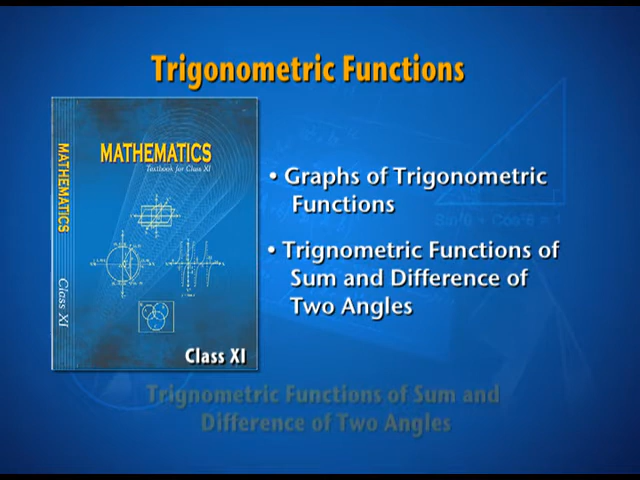 Trigonometric Functions
MATHEMATICS
MATHEMATICS
Textbook for Class XI
Class XI
Class XI
• Graphs of Trigonometric
Functions
• Trignometric Functions of
Sum and Difference of
Two Angles
Trignometric Functions of Sum and
Difference of Two Angles